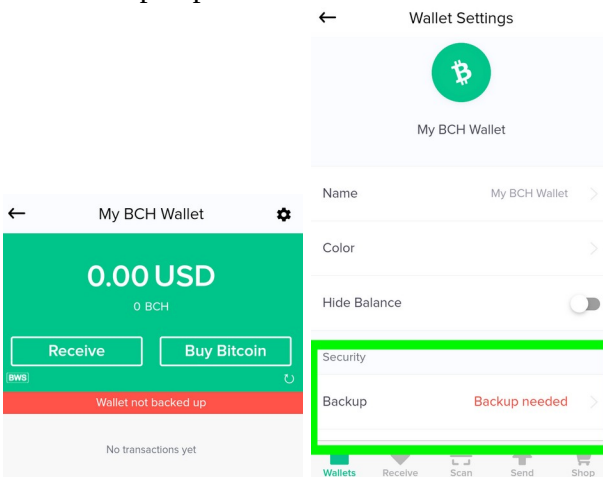 Wallet Settings
My BCH Wallet
Name My BCH Wallet
Color
Hide Balance
Security
Backup Backup needed
Wallets Receive Scan Send Shop
My BCH Wallet
0.00 USD
0 BCH
Receive Buy Bitcoin
BWS
Wallet not backed up
No transactions yet